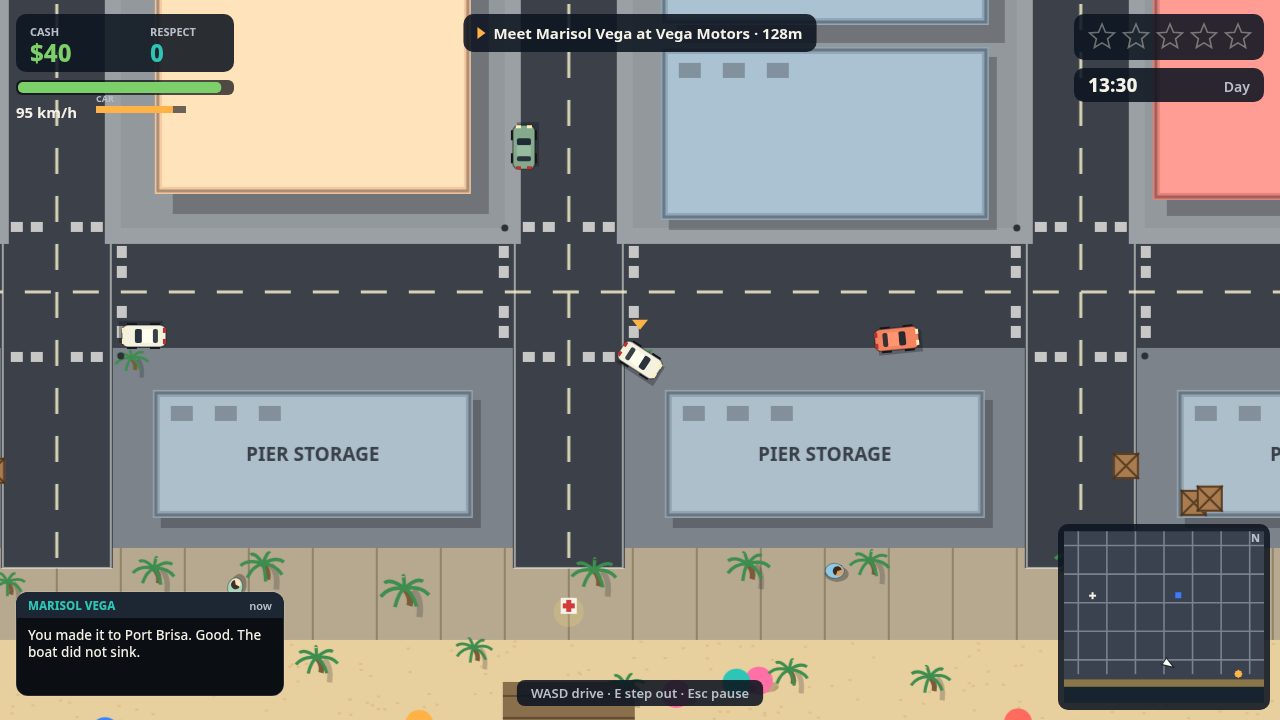 CASH
RESPECT
$40
0
CAR
95 km/h
Meet Marisol Vega at Vega Motors · 128m
13:30
Day
PIER STORAGE
PIER STORAGE
P
N
MARISOL VEGA
now
You made it to Port Brisa. Good. The
boat did not sink.
WASD drive · E step out · Esc pause